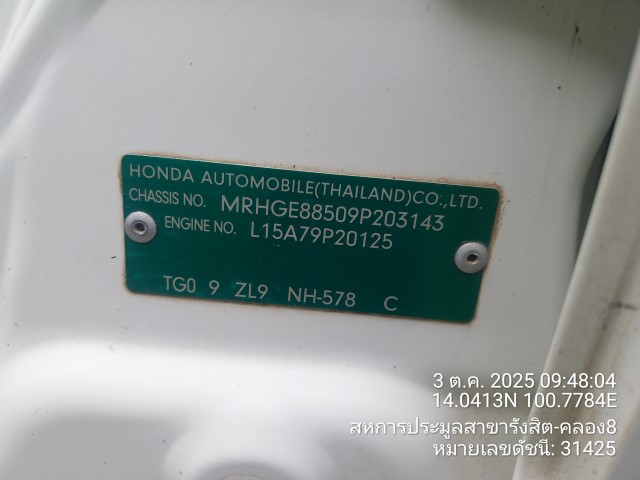 HONDA AUTOMOBILE(THAILAND)CO.,LTD.
CHASSIS NO. MRHGE88509P203143
ENGINE NO. L15A79P20125
TG0 9 ZL9 NH-578 C
3 ต.ค. 2025 09:48:04
14.0413N 100.7784E
สหการประมูลสาขารังสิต-คลอง8
หมายเลขดัชนี: 31425